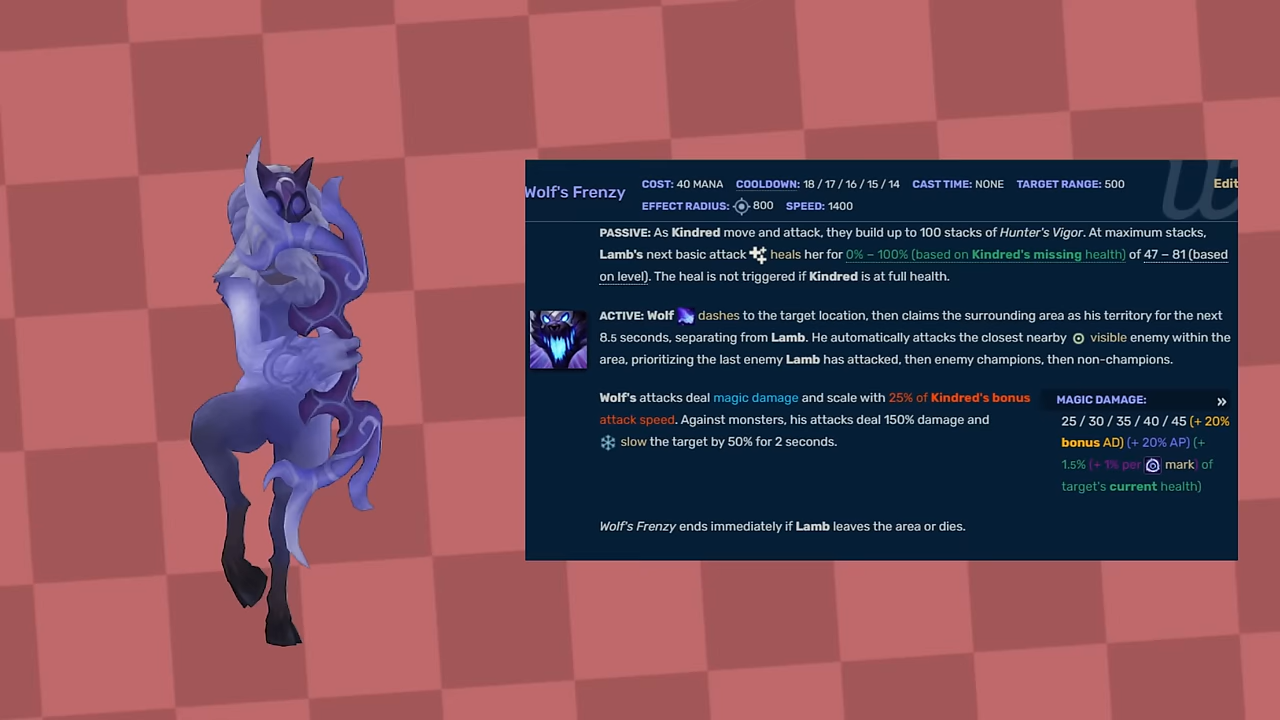 Wolf's Frenzy COST: 40 MANA COOLDOWN: 18 / 17 / 16 / 15 / 14 CAST TIME: NONE TARGET RANGE: 500 Edit
EFFECT RADIUS: 800 SPEED: 1400
PASSIVE: As Kindred move and attack, they build up to 100 stacks of Hunter's Vigor. At maximum stacks,
Lamb's next basic attack heals her for 0% – 100% (based on Kindred's missing health) of 47 – 81 (based
on level). The heal is not triggered if Kindred is at full health.
ACTIVE: Wolf dashes to the target location, then claims the surrounding area as his territory for the next
8.5 seconds, separating from Lamb. He automatically attacks the closest nearby visible enemy within the
area, prioritizing the last enemy Lamb has attacked, then enemy champions, then non-champions.
Wolf's attacks deal magic damage and scale with 25% of Kindred's bonus
attack speed. Against monsters, his attacks deal 150% damage and
slow the target by 50% for 2 seconds.
MAGIC DAMAGE: »
25 / 30 / 35 / 40 / 45 (+ 20%
bonus AD) (+ 20% AP) (+
1.5% (+ 1% per mark) of
target's current health)
Wolf's Frenzy ends immediately if Lamb leaves the area or dies.